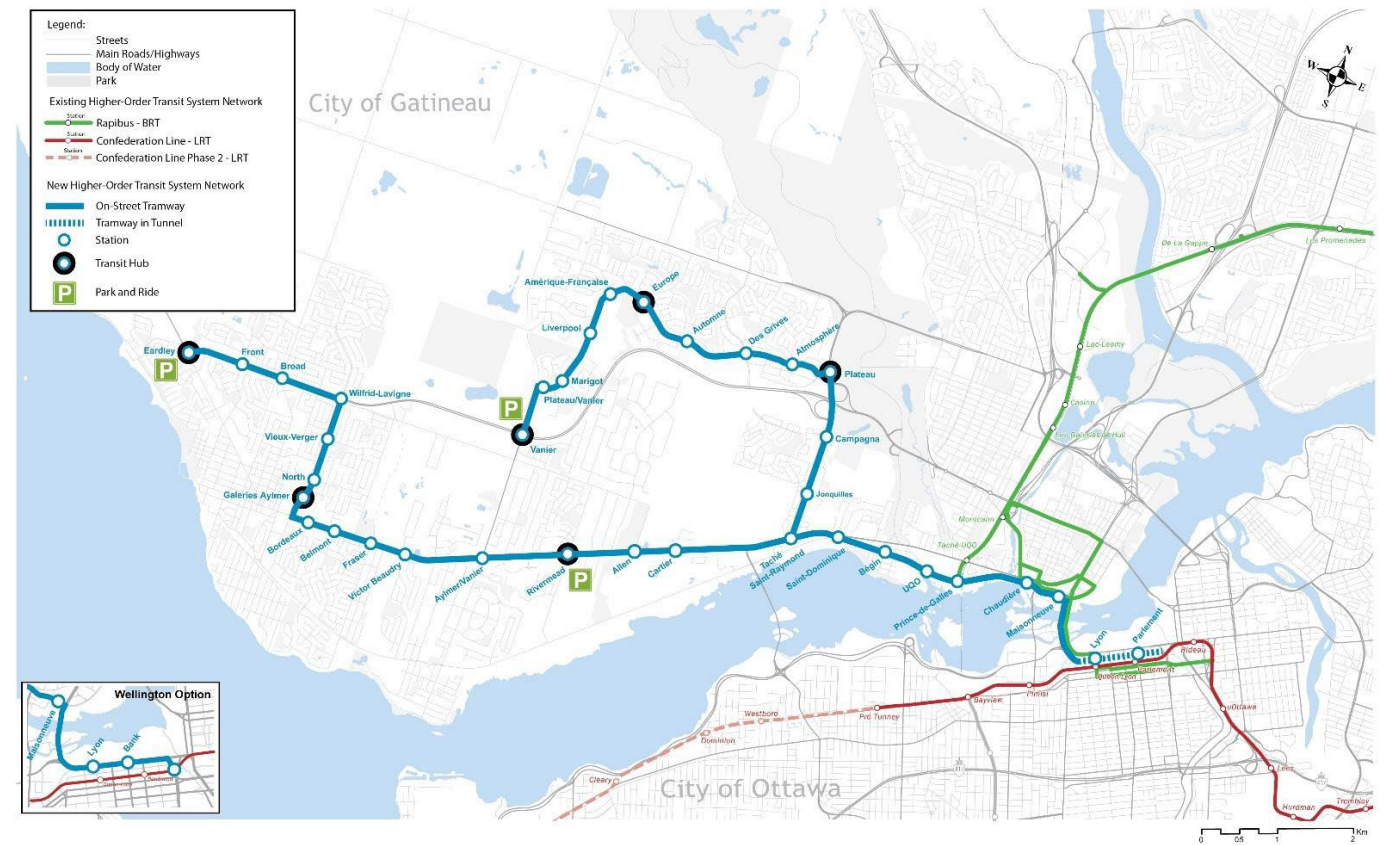 Legend:
Streets
Main Roads/Highways
Body of Water
Park
Existing Higher-Order Transit System Network
Station
Rapibus - BRT
Station
Confederation Line - LRT
Station
Confederation Line Phase 2 - LRT
New Higher-Order Transit System Network
On-Street Tramway
Tramway in Tunnel
Station
Transit Hub
P
Park and Ride
City of Gatineau
N
W
E
S
De La Gappe
Les Promenades
Amérique-Française
Europe
Liverpool
Automne
Des Grives
Atmosphère
Plateau
Marigot
Plateau/Vanier
P
Vanier
Eardley
P
Front
Broad
Wilfrid-Lavigne
Vieux-Verger
North
Galeries Aylmer
Bordeaux
Belmont
Fraser
Victor Beaudry
Aylmer/Vanier
Rivermead
P
Allen
Cartier
Campagna
Jonquilles
Taché
Saint-Raymond
Saint-Dominique
Bégin
UQO
Prince-de-Galles
Chaudière
Maisonneuve
Lac-Leamy
Casino
Montcalm
Taché-UQO
Lyon
Parlement
Rideau
Parlement
uOttawa
Lees
Hurdman
Tremblay
Pimisi
Bayview
Pré Tunney
Westboro
Dominion
Cleary
City of Ottawa
Wellington Option
Maisonneuve
Lyon
Bank
0
0.5
1
2
Km